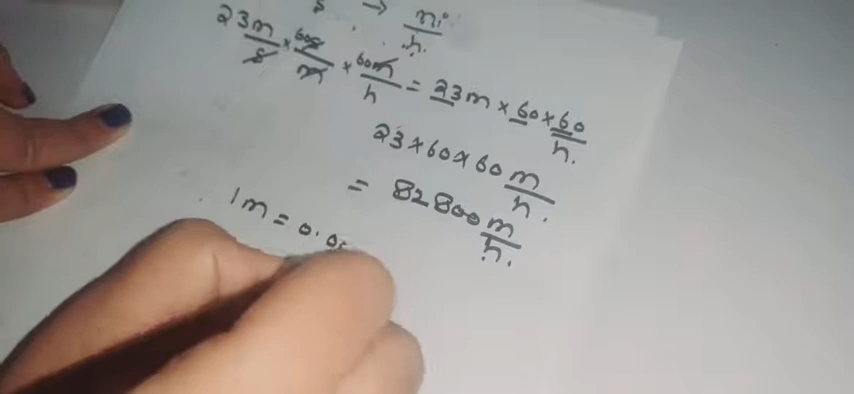 s → mi
h.
23m/s × 60s/m × 60m/h = 23m × 60 × 60/h.
23 × 60 × 60 m/h.
= 82800 m/h.
1m = 0.0